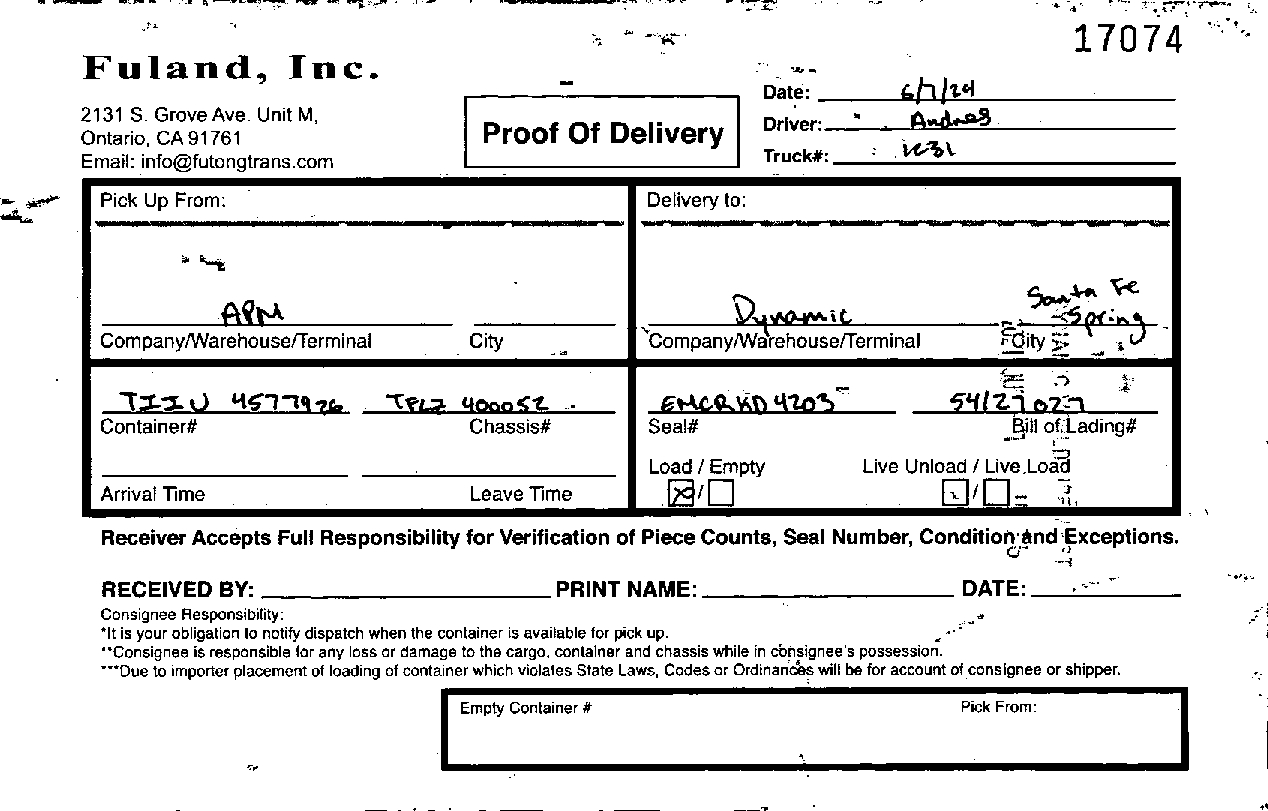 17074
Fuland, Inc.
2131 S. Grove Ave. Unit M,
Ontario, CA 91761
Email: info@futongtrans.com
Proof Of Delivery
Date: 6/7/24
Driver: Andres
Truck#:
Pick Up From:
Delivery to:
APM
Company/Warehouse/Terminal City
Dynamic Santa Fe Spring
Company/Warehouse/Terminal City
TIIU 4577926
Container# Chassis#
EMCRKD4203
Seal# Bill of Lading#
Arrival Time Leave Time
Load / Empty Live Unload / Live Load
Receiver Accepts Full Responsibility for Verification of Piece Counts, Seal Number, Condition and Exceptions.
RECEIVED BY: PRINT NAME: DATE:
Consignee Responsibility:
*It is your obligation to notify dispatch when the container is available for pick up.
**Consignee is responsible for any loss or damage to the cargo, container and chassis while in consignee's possession.
***Due to importer placement of loading of container which violates State Laws, Codes or Ordinances will be for account of consignee or shipper.
Empty Container # Pick From: